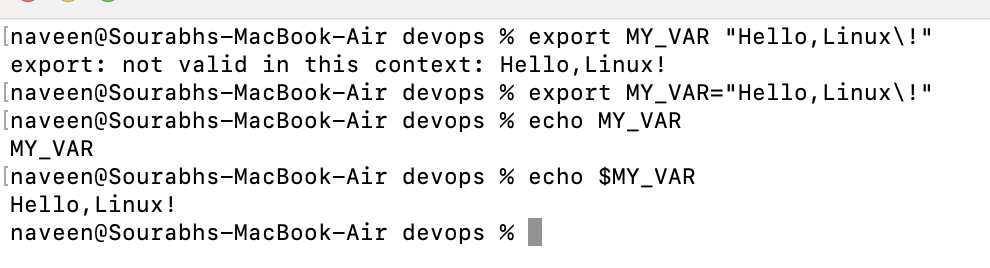 [naveen@Sourabhs-MacBook-Air devops % export MY_VAR "Hello,Linux\!"
export: not valid in this context: Hello,Linux!
[naveen@Sourabhs-MacBook-Air devops % export MY_VAR="Hello,Linux\!"
[naveen@Sourabhs-MacBook-Air devops % echo MY_VAR
MY_VAR
[naveen@Sourabhs-MacBook-Air devops % echo $MY_VAR
Hello,Linux!
naveen@Sourabhs-MacBook-Air devops %